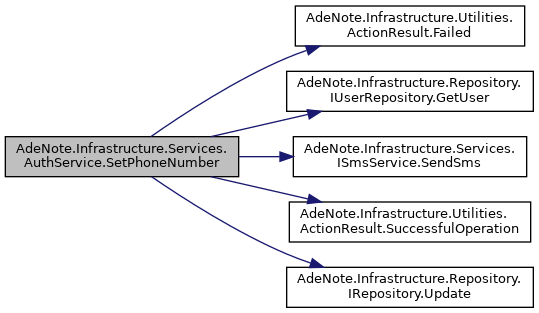 AdeNote.Infrastructure.Services.
AuthService.SetPhoneNumber
AdeNote.Infrastructure.Utilities.
ActionResult.Failed
AdeNote.Infrastructure.Repository.
IUserRepository.GetUser
AdeNote.Infrastructure.Services.
ISmsService.SendSms
AdeNote.Infrastructure.Utilities.
ActionResult.SuccessfulOperation
AdeNote.Infrastructure.Repository.
IRepository.Update